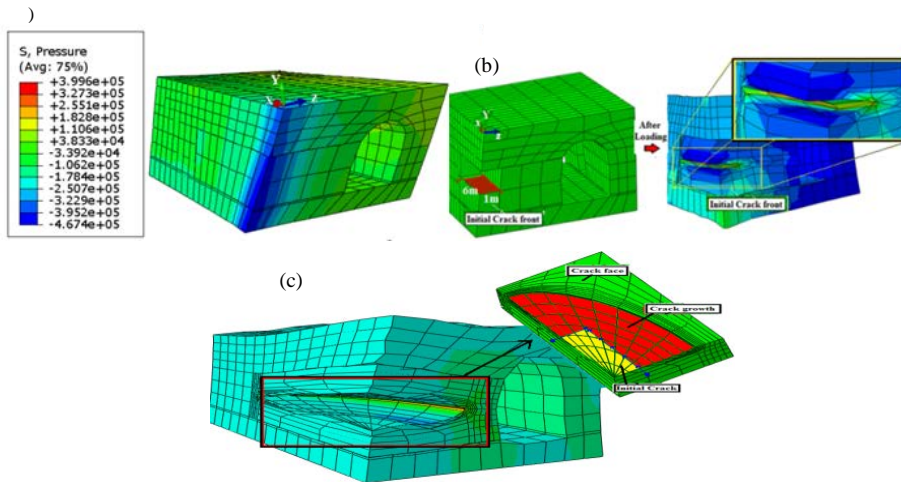 )
S, Pressure
(Avg: 75%)
+3.996e+05
+3.273e+05
+2.551e+05
+1.828e+05
+1.106e+05
+3.833e+04
-3.392e+04
-1.062e+05
-1.784e+05
-2.507e+05
-3.229e+05
-3.952e+05
-4.674e+05
Y
X
Z
(b)
Y
X
6m
1m
Initial Crack front
After
Loading
Initial Crack front
(c)
Crack face
Crack growth
Initial Crack